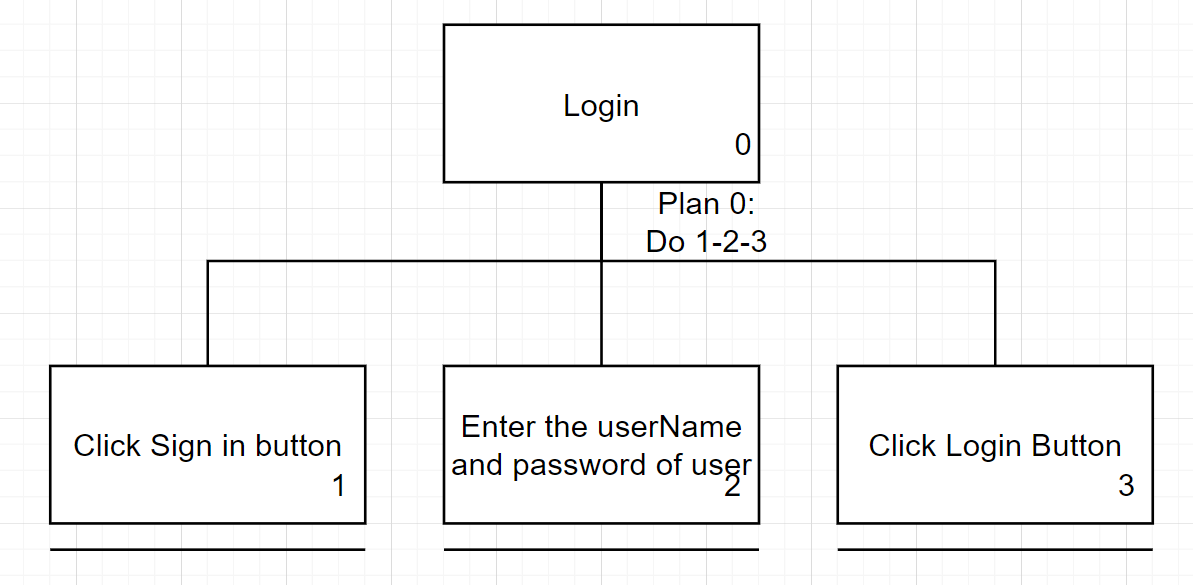 Login
0
Plan 0:
Do 1-2-3
Click Sign in button
1
Enter the userName
and password of user
2
Click Login Button
3